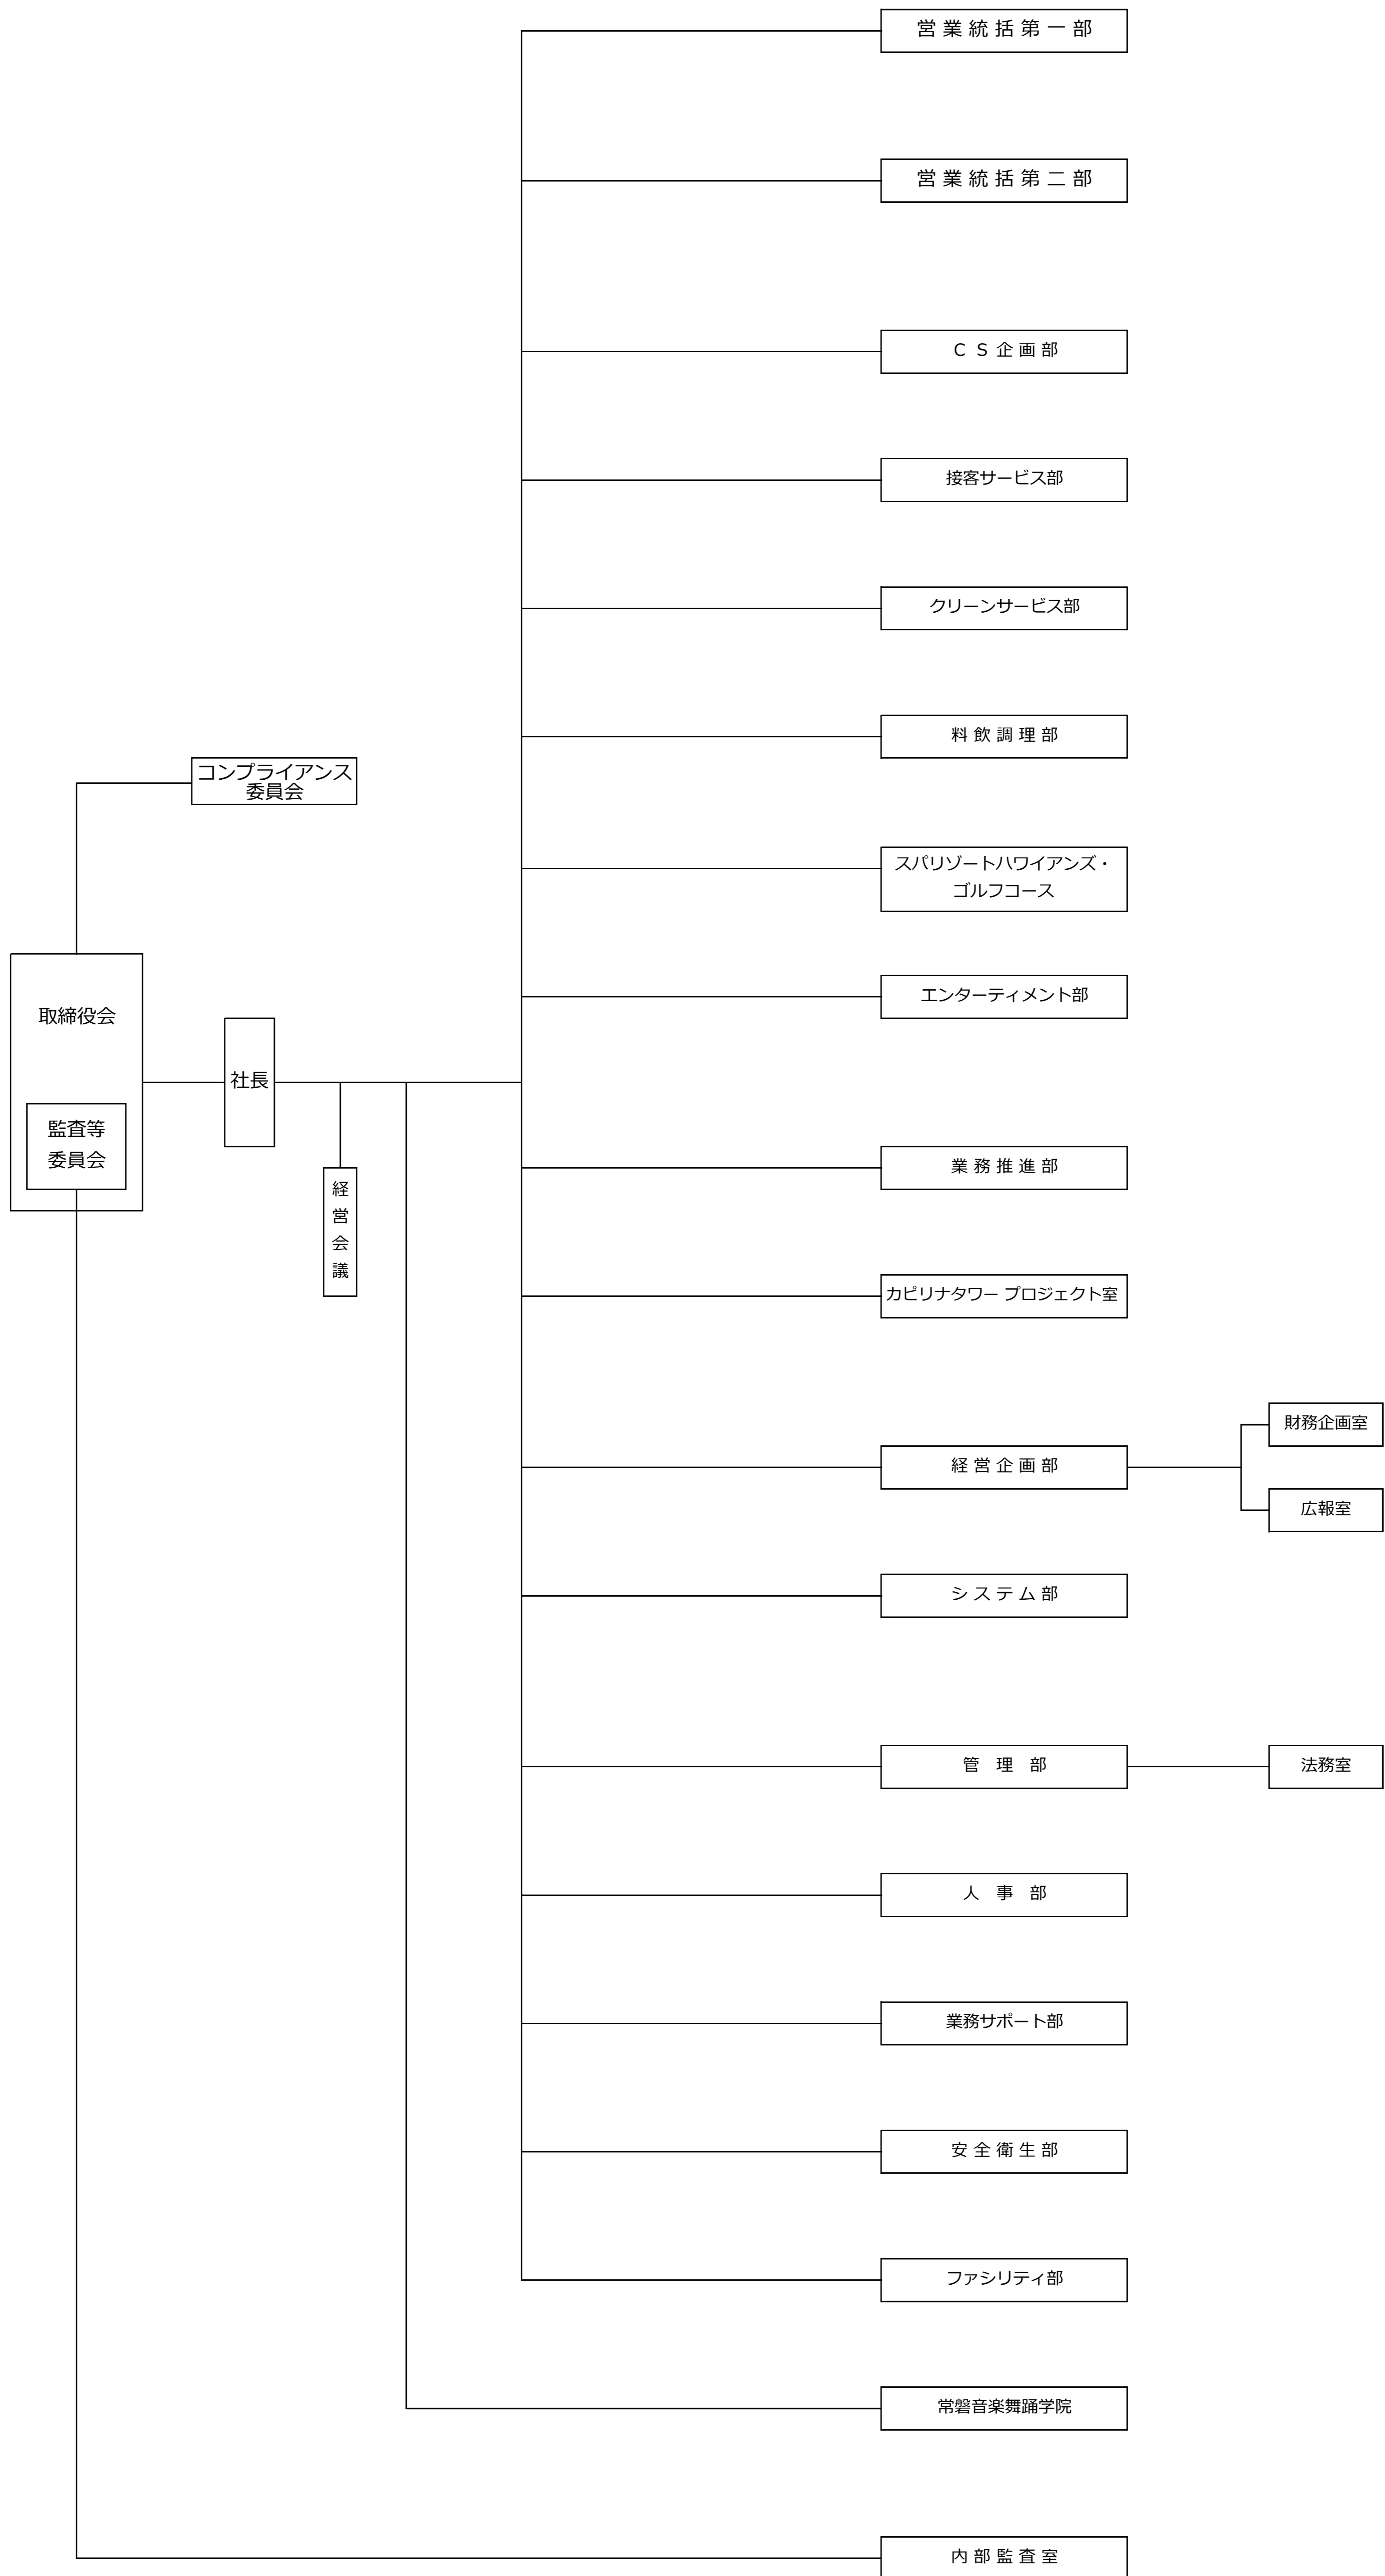 営業統括第一部
営業統括第二部
ＣＳ企画部
接客サービス部
クリーンサービス部
料飲調理部
コンプライアンス
委員会
スパリゾートハワイアンズ・
ゴルフコース
エンターティメント部
取締役会
社長
監査等
委員会
業務推進部
経営会議
カピリナタワー プロジェクト室
財務企画室
経営企画部
広報室
システム部
管　理　部
法務室
人　事　部
業務サポート部
安全衛生部
ファシリティ部
常磐音楽舞踊学院
内部監査室